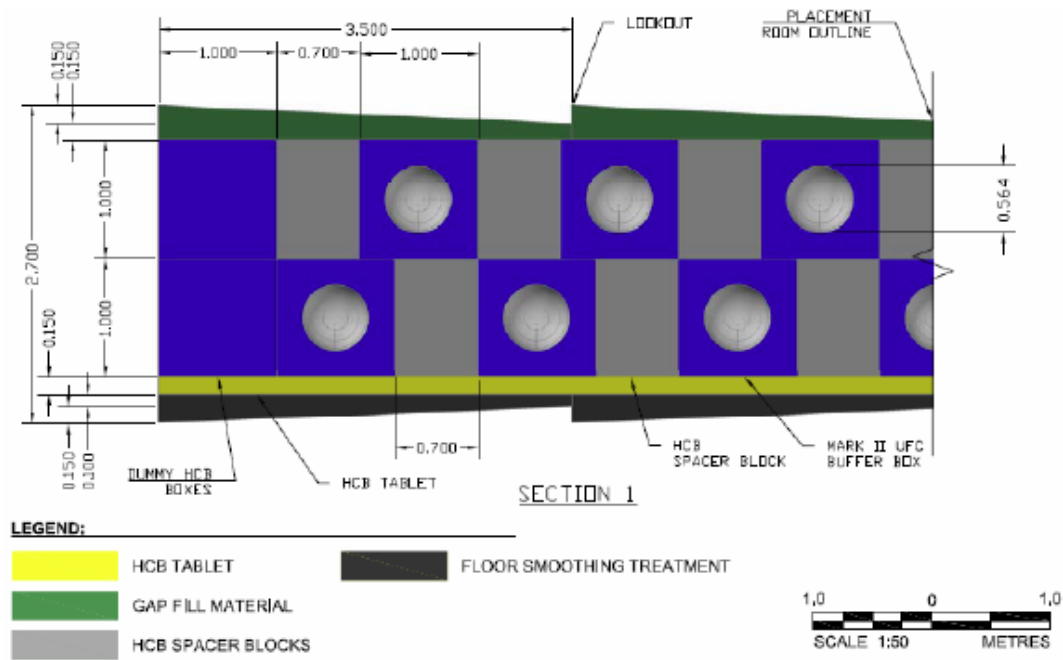 LOOKOUT
PLACEMENT
ROOM OUTLINE
3.500
1.000
0.700
1.000
0.150
0.150
1.000
0.564
2.700
1.000
0.150
0.150
0.100
0.700
DUMMY HCB
BOXES
HCB TABLET
HCB
SPACER BLOCK
MARK II UFC
BUFFER BOX
SECTION 1
LEGEND:
HCB TABLET
FLOOR SMOOTHING TREATMENT
GAP FILL MATERIAL
HCB SPACER BLOCKS
1,0 0 1,0
SCALE 1:50 METRES